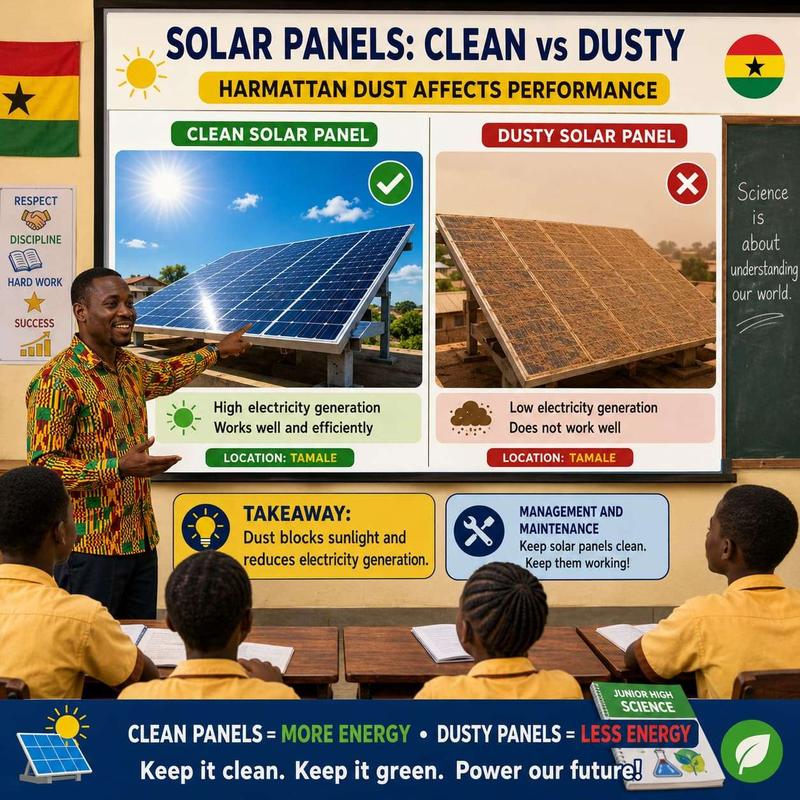 SOLAR PANELS: CLEAN vs DUSTY
HARMATTAN DUST AFFECTS PERFORMANCE
CLEAN SOLAR PANEL
DUSTY SOLAR PANEL
RESPECT
DISCIPLINE
HARD WORK
SUCCESS
Science
is
about
understanding
our world.
High electricity generation
Works well and efficiently
Low electricity generation
Does not work well
LOCATION: TAMALE
LOCATION: TAMALE
TAKEAWAY:
Dust blocks sunlight and
reduces electricity generation.
MANAGEMENT AND
MAINTENANCE
Keep solar panels clean.
Keep them working!
JUNIOR HIGH
SCIENCE
CLEAN PANELS = MORE ENERGY • DUSTY PANELS = LESS ENERGY
Keep it clean. Keep it green. Power our future!